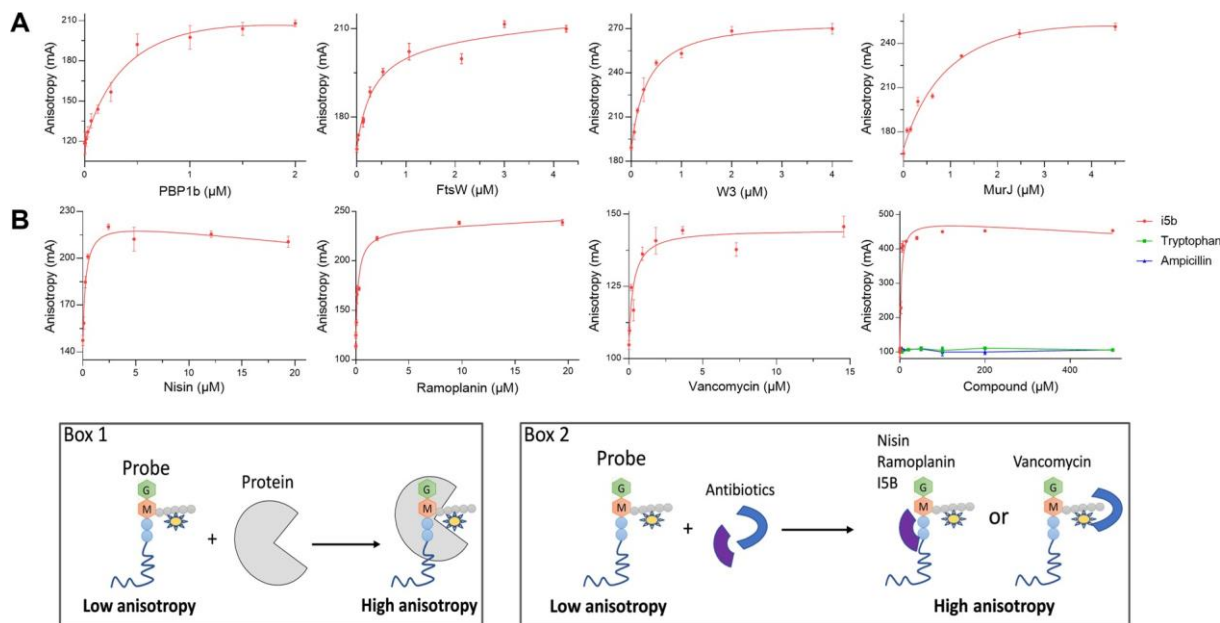 A
Anisotropy (mA)
210
180
150
120
0
1
2
PBP1b (µM)
Anisotropy (mA)
210
180
0
1
2
3
4
FtsW (µM)
Anisotropy (mA)
270
240
210
180
0
1
2
3
4
W3 (µM)
Anisotropy (mA)
250
200
150
0
1
2
3
4
MurJ (µM)
B
Anisotropy (mA)
230
200
170
140
0
5
10
15
20
Nisin (µM)
Anisotropy (mA)
250
200
150
100
0
5
10
15
20
Ramoplanin (µM)
Anisotropy (mA)
150
125
100
0
5
10
15
Vancomycin (µM)
Anisotropy (mA)
500
400
300
200
100
0
200
400
Compound (µM)
i5b
Tryptophan
Ampicillin
Box 1
Probe
G
M
+
Protein
G
M
Low anisotropy
High anisotropy
Box 2
Probe
G
M
+
Antibiotics
Nisin
Ramoplanin
I5B
G
M
or
Vancomycin
G
M
Low anisotropy
High anisotropy